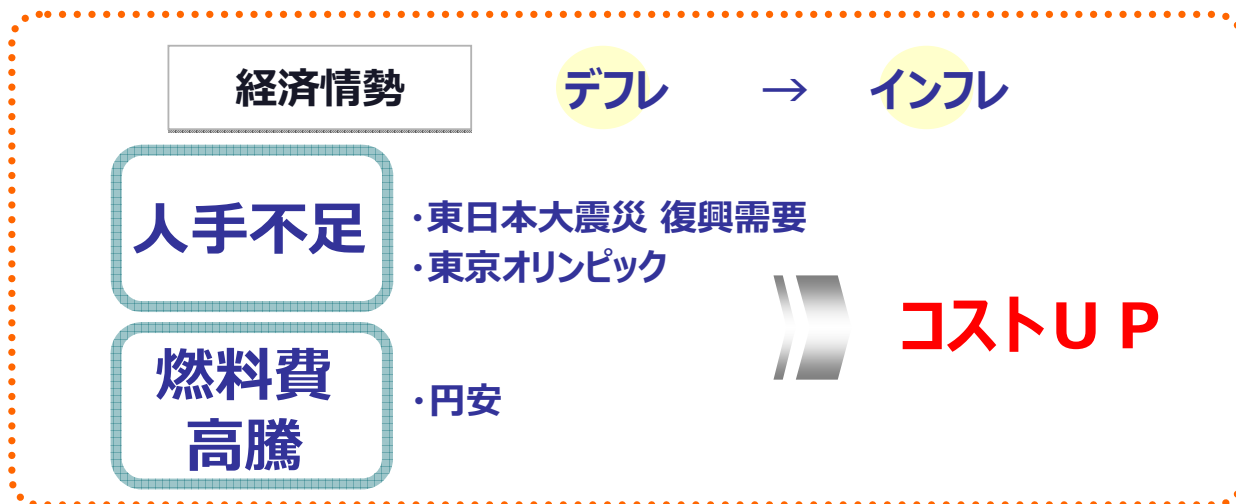 経済情勢 デフレ → インフレ
人手不足
・東日本大震災 復興需要
・東京オリンピック
燃料費
高騰
・円安
コストUP